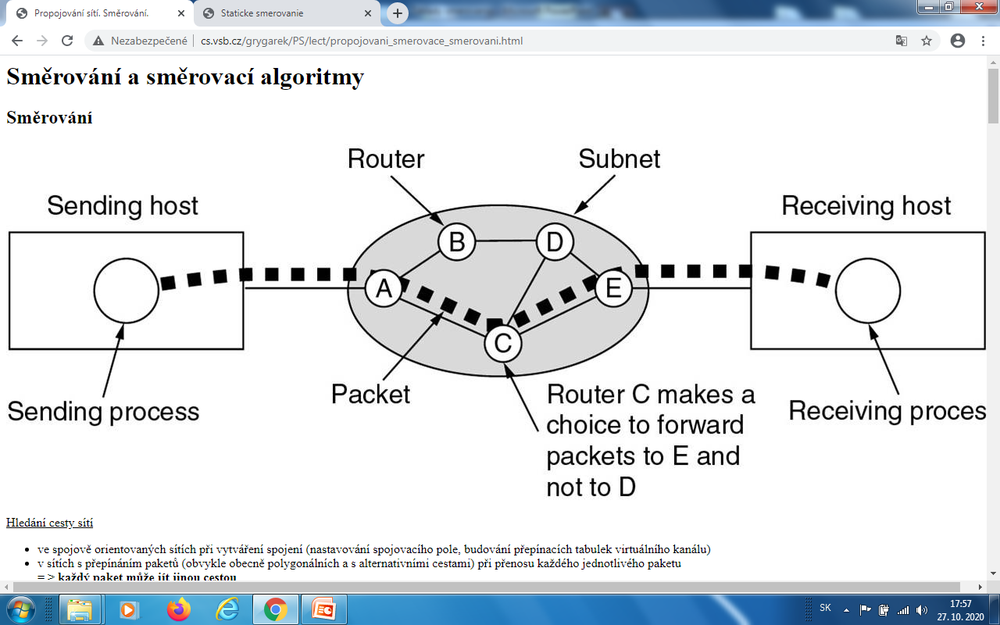 Propojování sítí. Směrování.
Staticke smerovanie
Nezabezpečené
cs.vsb.cz/grygarek/PS/lect/propojovani_smerovace_smerovani.html
Směrování a směrovací algoritmy
Směrování
Router
Subnet
Sending host
Receiving host
B
D
A
E
C
Packet
Router C makes a
choice to forward
packets to E and
not to D
Sending process
Receiving proces
Hledání cesty sítí
ve spojově orientovaných sítích při vytváření spojení (nastavování spojovacího pole, budování přepínacích tabulek virtuálního kanálu)
v sítích s přepínáním paketů (obvykle obecně polygonálních a s alternativními cestami) při přenosu každého jednotlivého paketu
= > každý paket může jít jinou cestou
SK
17:57
27. 10. 2020